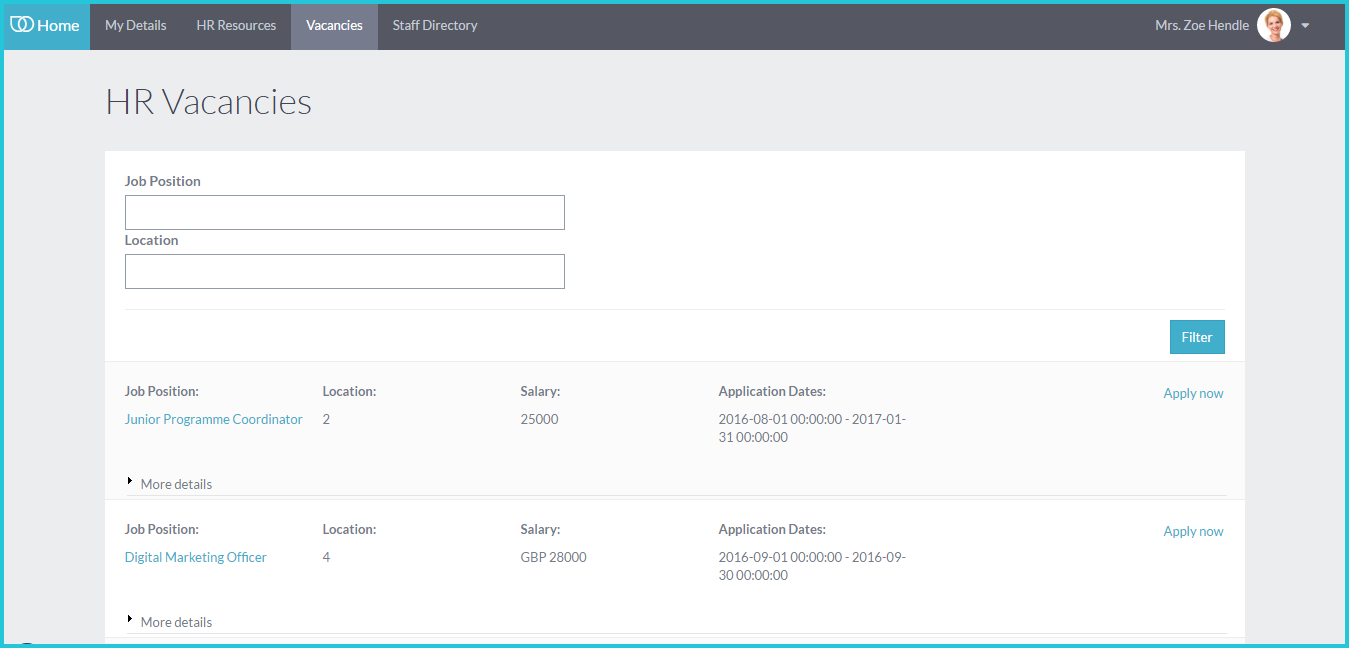 Home My Details HR Resources Vacancies Staff Directory Mrs. Zoe Hendle
HR Vacancies
Job Position
Location
Filter
Job Position: Location: Salary: Application Dates: Apply now
Junior Programme Coordinator 2 25000 2016-08-01 00:00:00 - 2017-01-
31 00:00:00
More details
Job Position: Location: Salary: Application Dates: Apply now
Digital Marketing Officer 4 GBP 28000 2016-09-01 00:00:00 - 2016-09-
30 00:00:00
More details